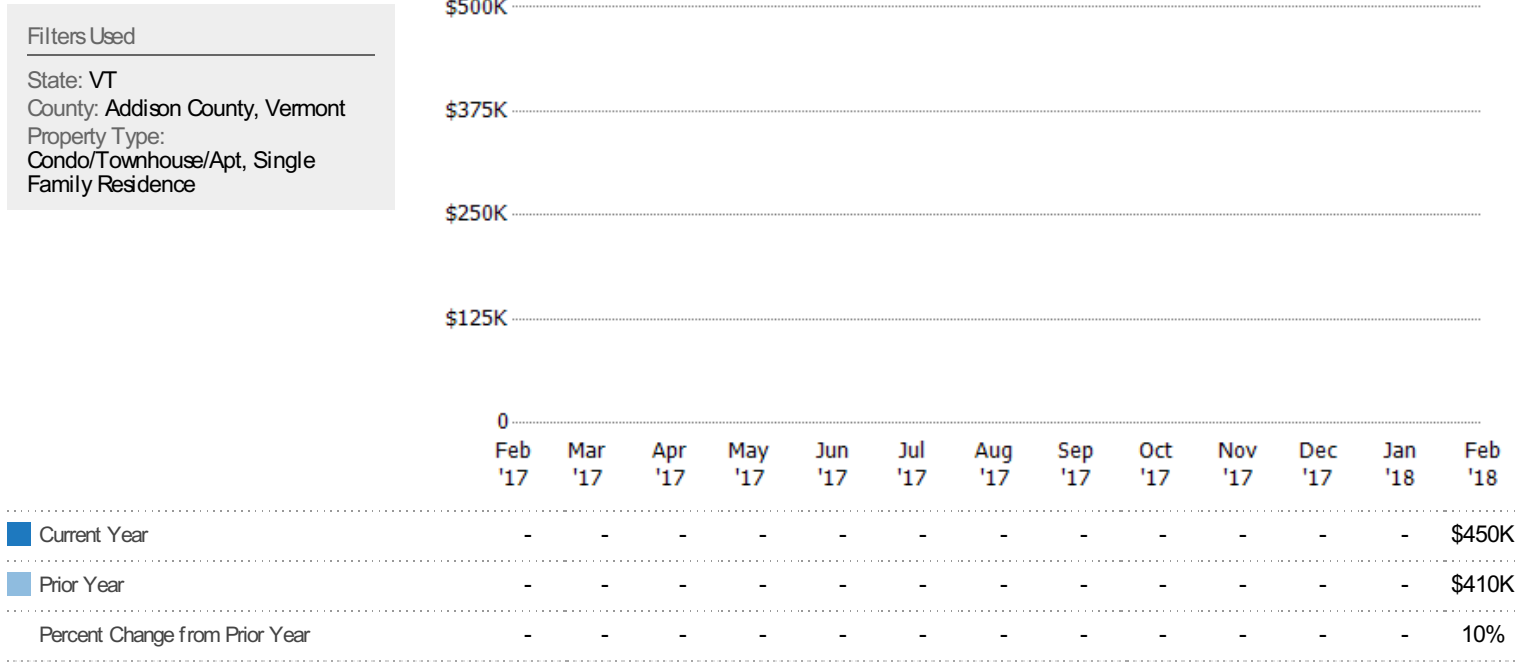 Filters Used
State: VT
County: Addison County, Vermont
Property Type:
Condo/Townhouse/Apt, Single
Family Residence
$500K
$375K
$250K
$125K
0
Feb Mar Apr May Jun Jul Aug Sep Oct Nov Dec Jan Feb
'17 '17 '17 '17 '17 '17 '17 '17 '17 '17 '17 '18 '18
Current Year - - - - - - - - - - - - $450K
Prior Year - - - - - - - - - - - - $410K
Percent Change from Prior Year - - - - - - - - - - - - 10%